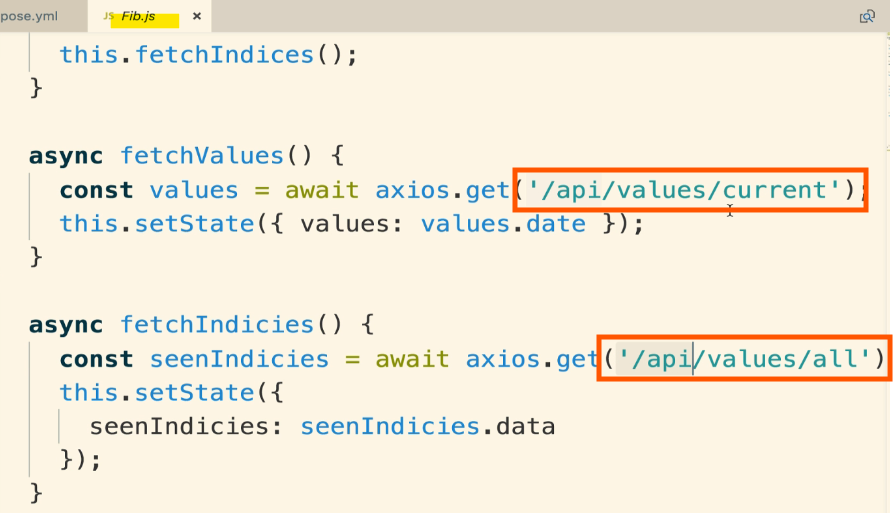 pose.yml JS Fib.js ×
this.fetchIndices();
}
async fetchValues() {
const values = await axios.get('/api/values/current');
this.setState({ values: values.date });
}
async fetchIndicies() {
const seenIndicies = await axios.get('/api/values/all')
this.setState({
seenIndicies: seenIndicies.data
});
}